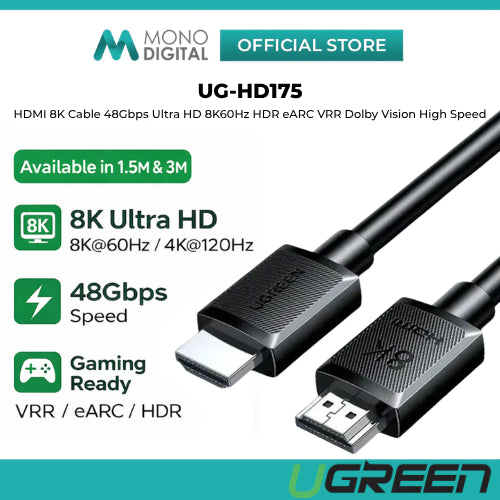 MONO
DIGITAL
OFFICIAL STORE
UG-HD175
HDMI 8K Cable 48Gbps Ultra HD 8K60Hz HDR eARC VRR Dolby Vision High Speed
Available in 1.5M & 3M
8K
8K Ultra HD
8K@60Hz / 4K@120Hz
48Gbps
Speed
Gaming
Ready
VRR / eARC / HDR
UGREEN
HDMI
8K
UGREEN